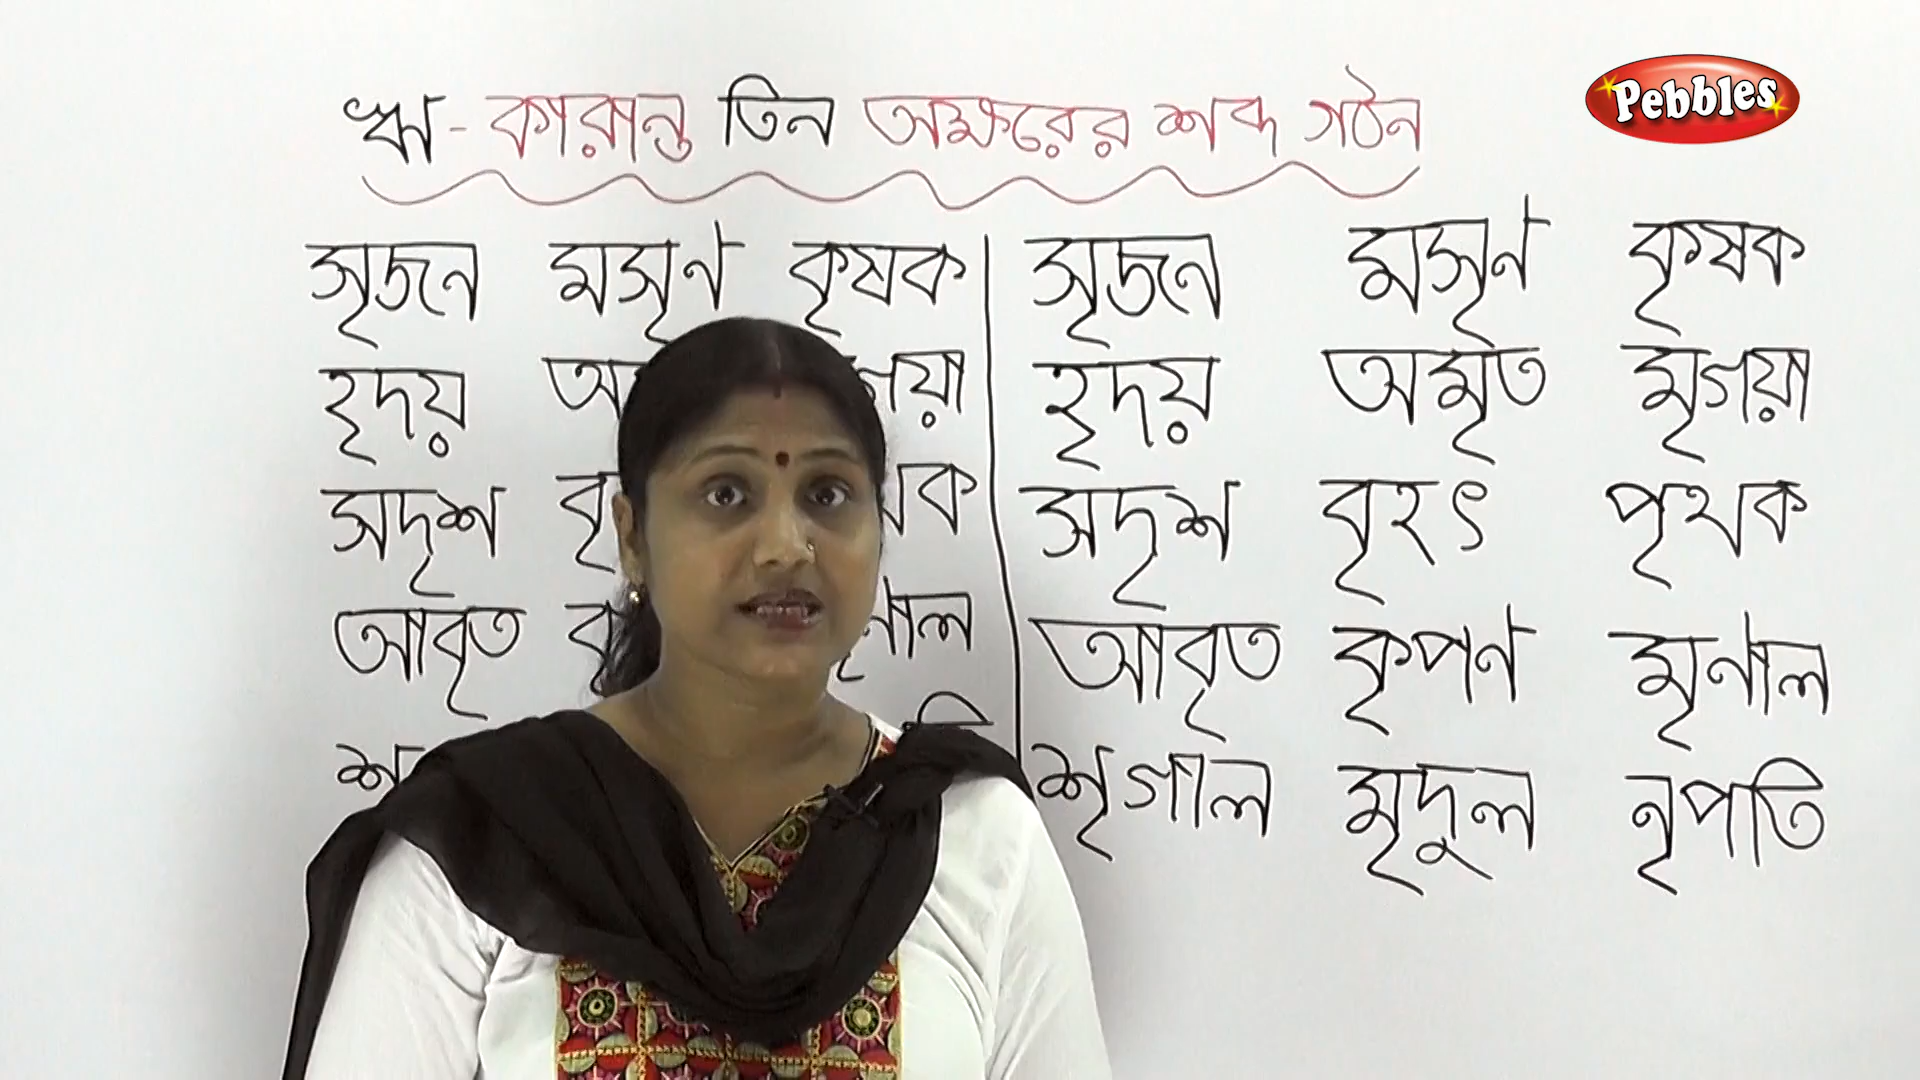 Pebbles
ঋ - কারান্ত তিন অক্ষরের শব্দ গঠন
সৃজন মসৃণ কৃষক সৃজন মসৃণ কৃষক
হৃদয় হৃদয় অমৃত মৃগয়া
সদৃশ সদৃশ বৃহৎ পৃথক
আবৃত আবৃত কৃপণ মৃণাল
শৃগাল মৃদুল নৃপতি